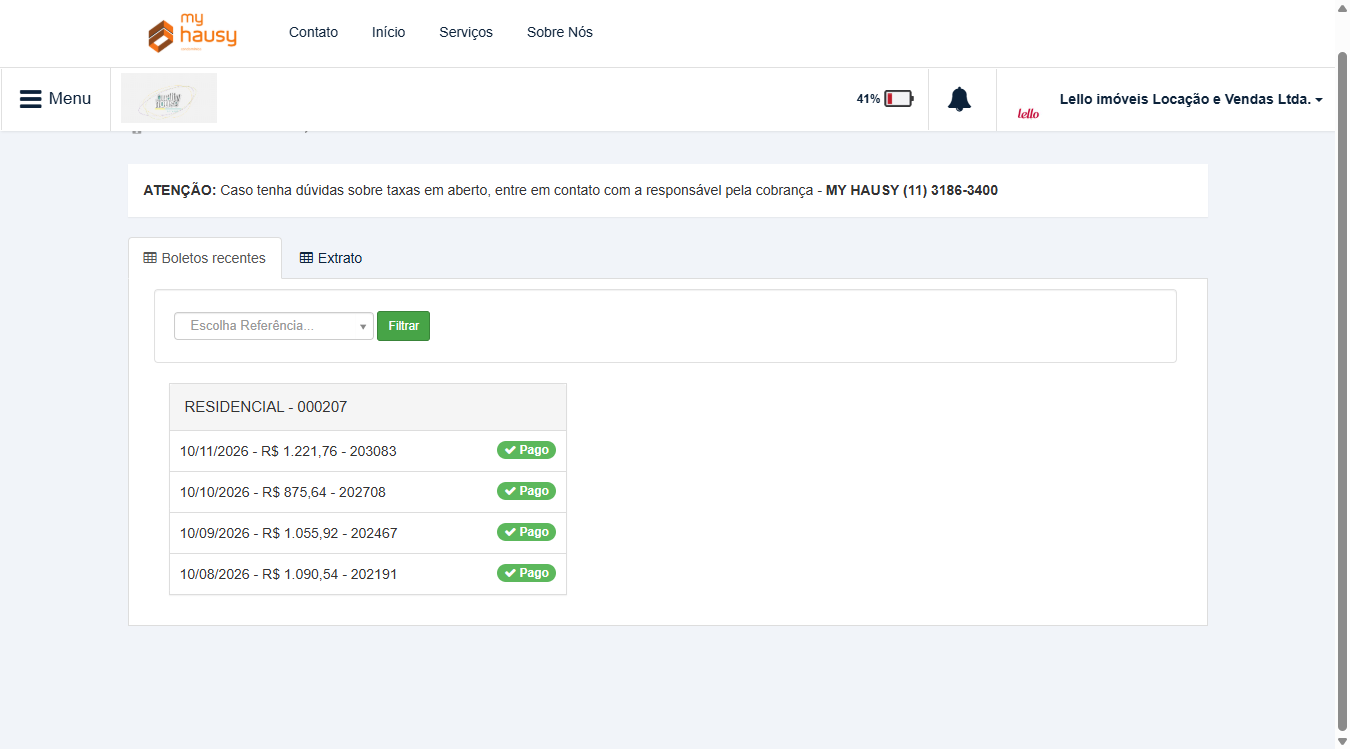 my
hausy
Contato
Início
Serviços
Sobre Nós
Menu
41%
lello
Lello imóveis Locação e Vendas Ltda.
ATENÇÃO: Caso tenha dúvidas sobre taxas em aberto, entre em contato com a responsável pela cobrança - MY HAUSY (11) 3186-3400
Boletos recentes
Extrato
Escolha Referência...
Filtrar
RESIDENCIAL - 000207
10/11/2026 - R$ 1.221,76 - 203083
Pago
10/10/2026 - R$ 875,64 - 202708
Pago
10/09/2026 - R$ 1.055,92 - 202467
Pago
10/08/2026 - R$ 1.090,54 - 202191
Pago